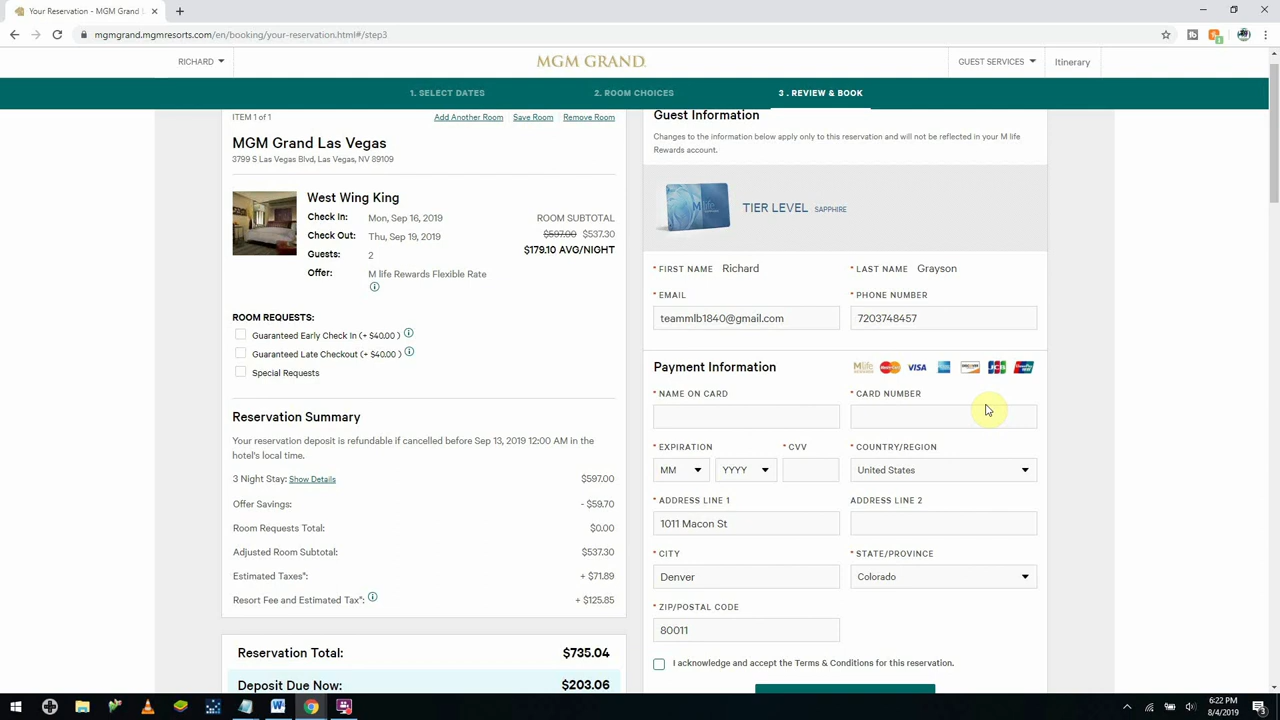 Your Reservation - MGM Grand L
mgmgrand.mgmresorts.com/en/booking/your-reservation.html#/step3
RICHARD
MGM GRAND
GUEST SERVICES
Itinerary
1. SELECT DATES
2. ROOM CHOICES
3 . REVIEW & BOOK
ITEM 1 of 1
Add Another Room
Save Room
Remove Room
MGM Grand Las Vegas
3799 S Las Vegas Blvd, Las Vegas, NV 89109
West Wing King
Check In: Mon, Sep 16, 2019
Check Out: Thu, Sep 19, 2019
Guests: 2
Offer: M life Rewards Flexible Rate
ROOM SUBTOTAL
$597.00 $537.30
$179.10 AVG/NIGHT
ROOM REQUESTS:
Guaranteed Early Check In (+ $40.00 )
Guaranteed Late Checkout (+ $40.00 )
Special Requests
Reservation Summary
Your reservation deposit is refundable if cancelled before Sep 13, 2019 12:00 AM in the
hotel's local time.
3 Night Stay: Show Details $597.00
Offer Savings: - $59.70
Room Requests Total: $0.00
Adjusted Room Subtotal: $537.30
Estimated Taxes*: + $71.89
Resort Fee and Estimated Tax*: + $125.85
Reservation Total: $735.04
Deposit Due Now: $203.06
Guest Information
Changes to the information below apply only to this reservation and will not be reflected in your M life
Rewards account.
M life
TIER LEVEL SAPPHIRE
* FIRST NAME Richard
* LAST NAME Grayson
* EMAIL
* PHONE NUMBER
teammlb1840@gmail.com
7203748457
Payment Information
VISA
* NAME ON CARD
* CARD NUMBER
* EXPIRATION
* CVV
* COUNTRY/REGION
MM
YYYY
United States
* ADDRESS LINE 1
ADDRESS LINE 2
1011 Macon St
* CITY
* STATE/PROVINCE
Denver
Colorado
* ZIP/POSTAL CODE
80011
I acknowledge and accept the Terms & Conditions for this reservation.
6:22 PM
8/4/2019